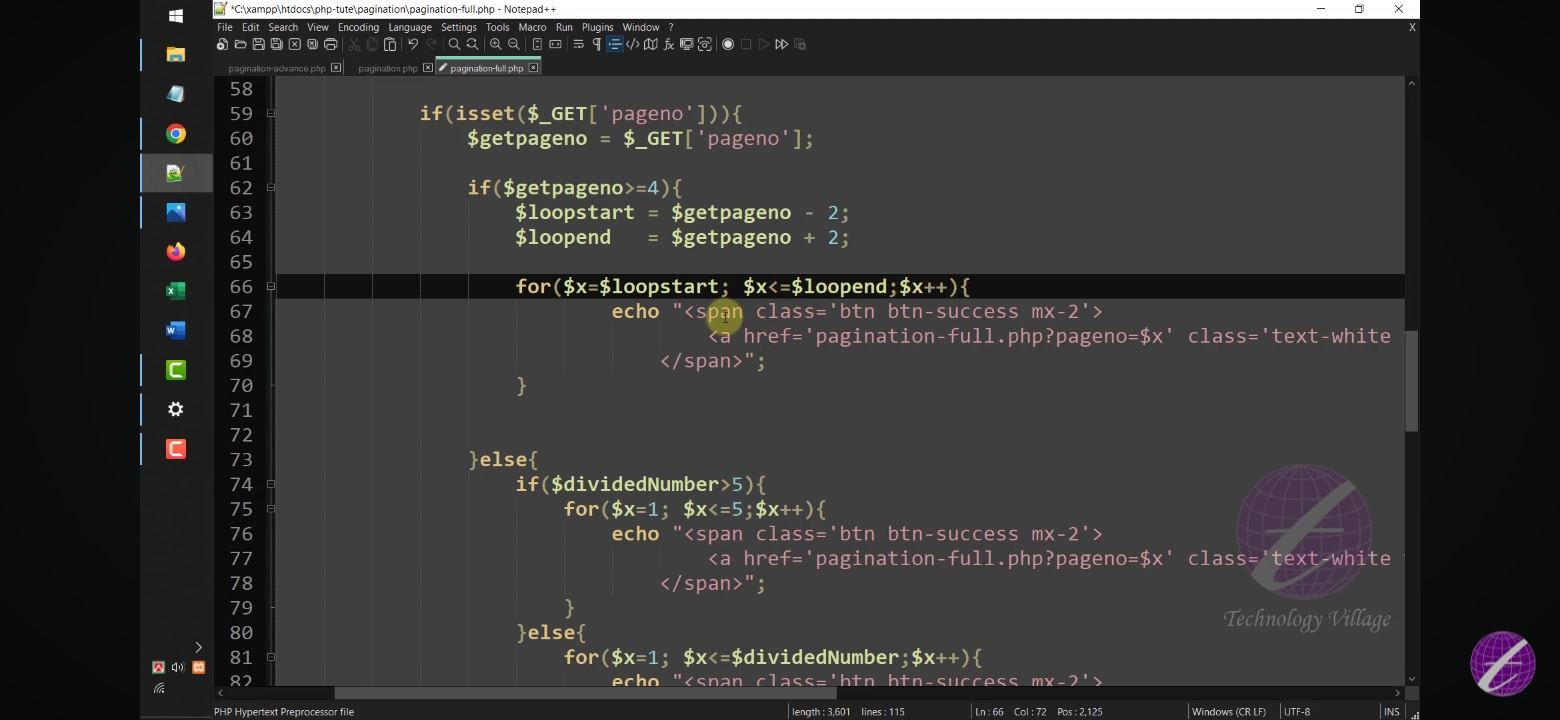 *C:\xampp\htdocs\php-tute\pagination\pagination-full.php - Notepad++
File Edit Search View Encoding Language Settings Tools Macro Run Plugins Window ? X
pagination-advance.php pagination.php pagination-full.php
58
59 if(isset($_GET['pageno'])){
60 $getpageno = $_GET['pageno'];
61
62 if($getpageno>=4){
63 $loopstart = $getpageno - 2;
64 $loopend   = $getpageno + 2;
65
66 for($x=$loopstart; $x<=$loopend;$x++){
67 echo "<span class='btn btn-success mx-2'>
68 <a href='pagination-full.php?pageno=$x' class='text-white
69 </span>";
70 }
71
72
73 }else{
74 if($dividedNumber>5){
75 for($x=1; $x<=5;$x++){
76 echo "<span class='btn btn-success mx-2'>
77 <a href='pagination-full.php?pageno=$x' class='text-white
78 </span>";
79 }
80 }else{
81 for($x=1; $x<=$dividedNumber;$x++){
82 echo "<span class='btn btn-success mx-2'>
Technology Village
PHP Hypertext Preprocessor file length : 3,601 lines : 115 Ln : 66 Col : 72 Pos : 2,125 Windows (CR LF) UTF-8 INS